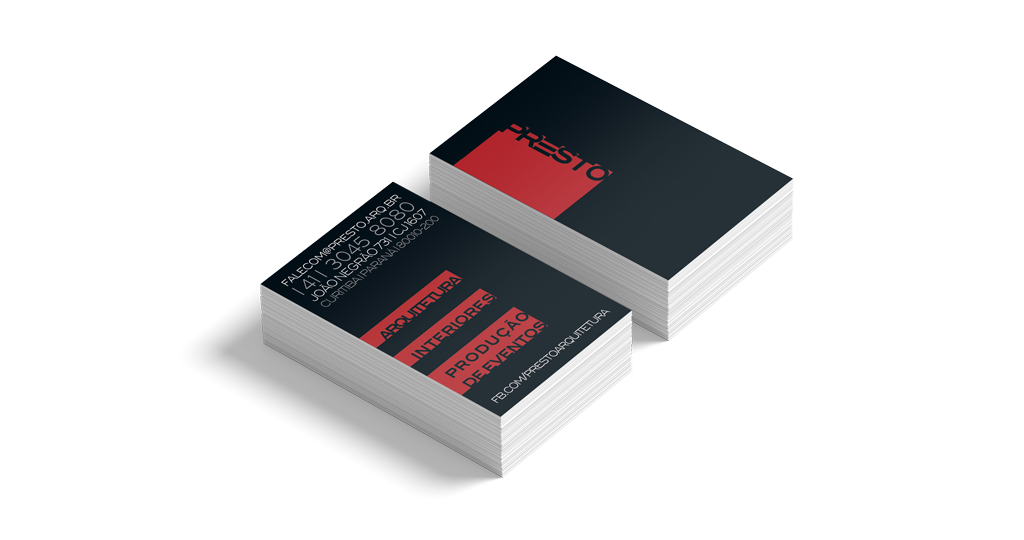 FALECOM@PRESTO.ARQ.BR
|41| 3045 8080
JOÃO NEGRÃO 731 | CJ 1607
CURITIBA | PARANÁ | 80010-200
ARQUITETURA
INTERIORES
PRODUÇÃO
DE EVENTOS
FB.COM/PRESTOARQUITETURA
PRESTO